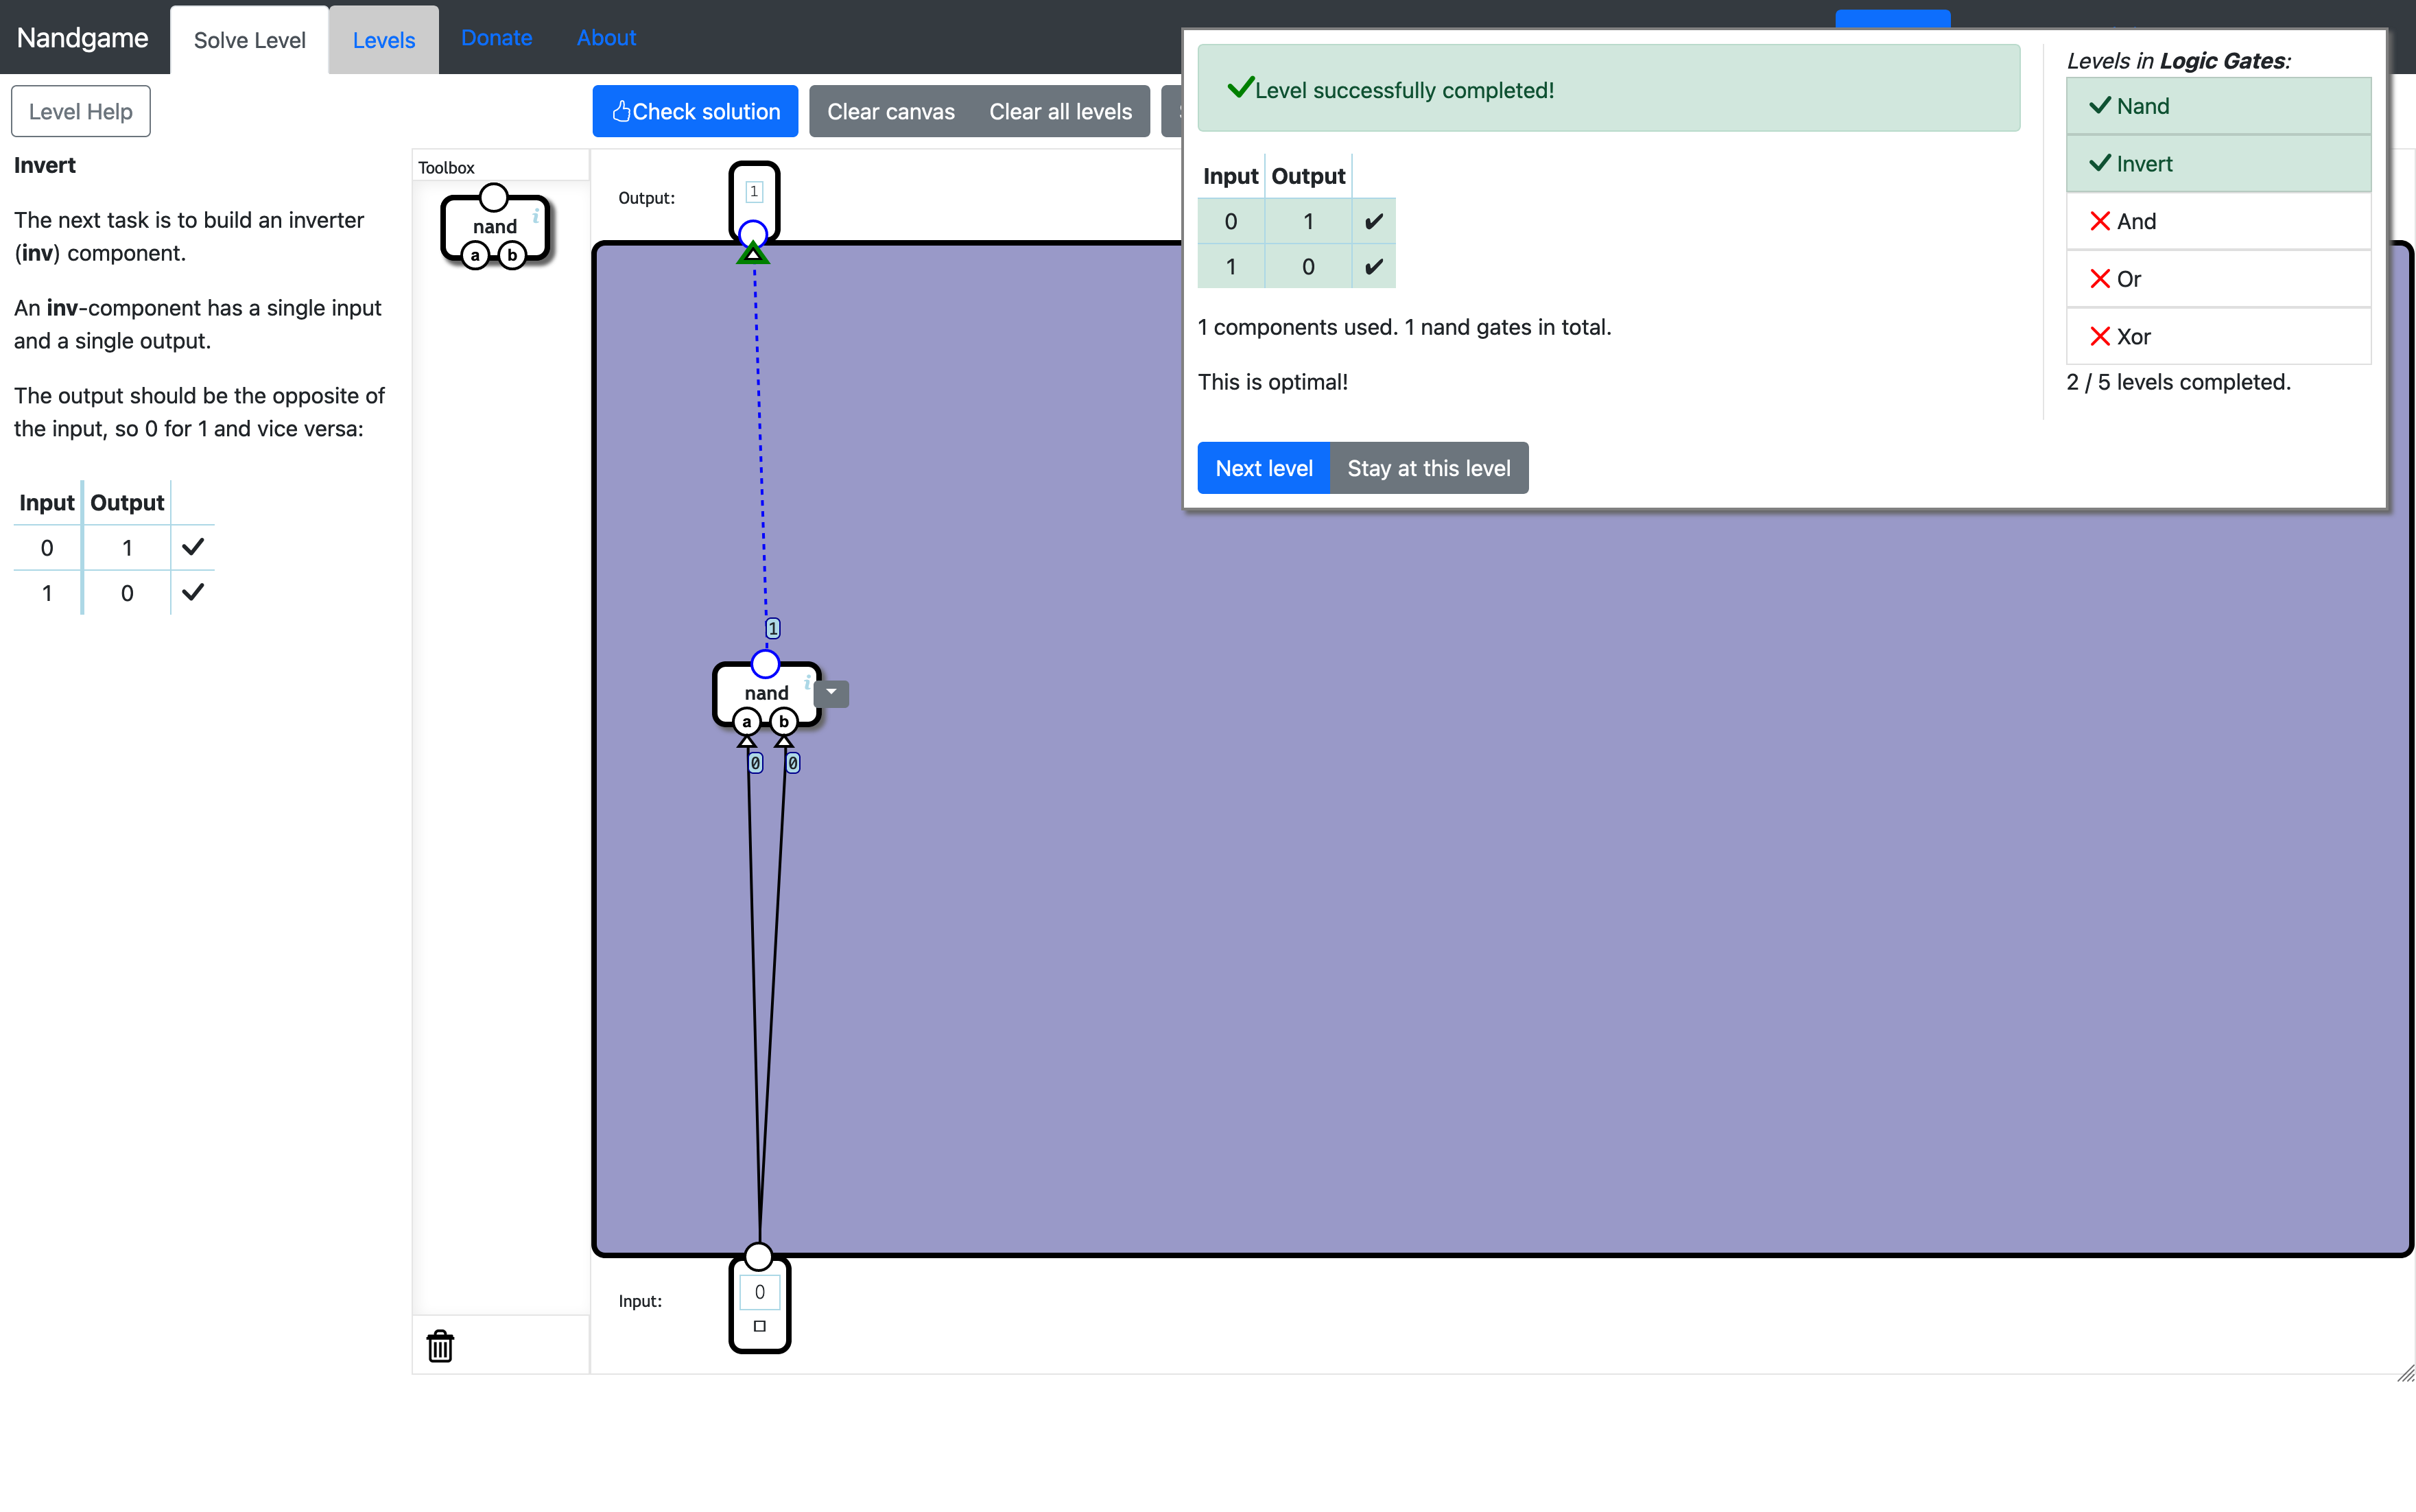 Nandgame
Solve Level
Levels
Donate
About
Level Help
Check solution
Clear canvas
Clear all levels
Invert
The next task is to build an inverter
(inv) component.
An inv-component has a single input
and a single output.
The output should be the opposite of
the input, so 0 for 1 and vice versa:
Input Output
0 1
1 0
Toolbox
nand
i
a b
Output:
1
1
nand
i
a b
0 0
Input:
0
Level successfully completed!
Input Output
0 1 ✔
1 0 ✔
1 components used. 1 nand gates in total.
This is optimal!
Next level
Stay at this level
Levels in Logic Gates:
Nand
Invert
And
Or
Xor
2 / 5 levels completed.